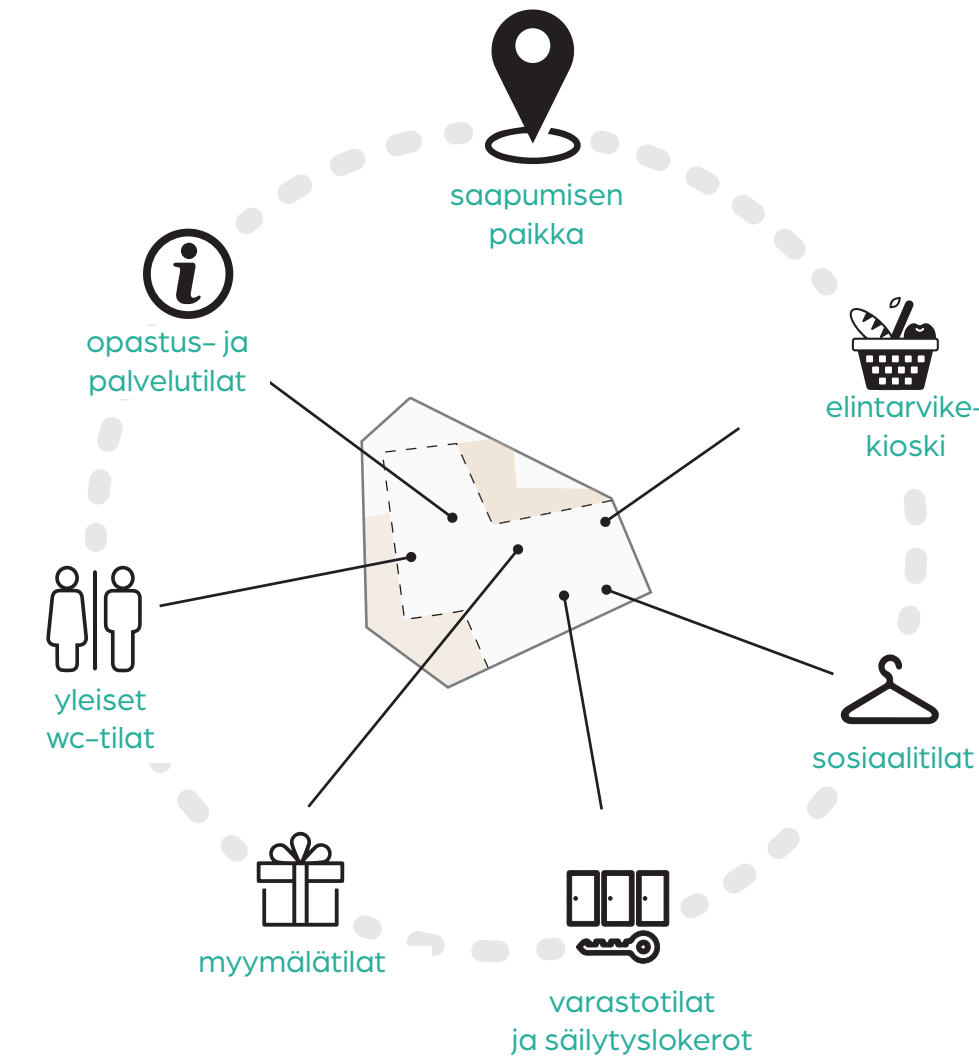 saapumisen
paikka
opastus- ja
palvelutilat
elintarvike-
kioski
yleiset
wc-tilat
sosiaalitilat
myymälätilat
varastotilat
ja säilytyslokerot